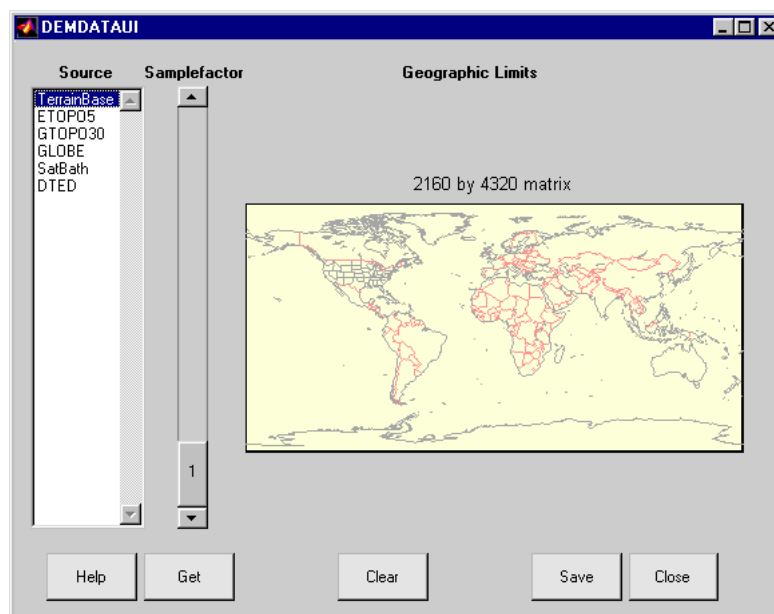 DEMDATAUI
Source Samplefactor Geographic Limits
TerrainBase
ETOPO5
GTOPO30
GLOBE
SatBath
DTED
2160 by 4320 matrix
1
Help Get Clear Save Close